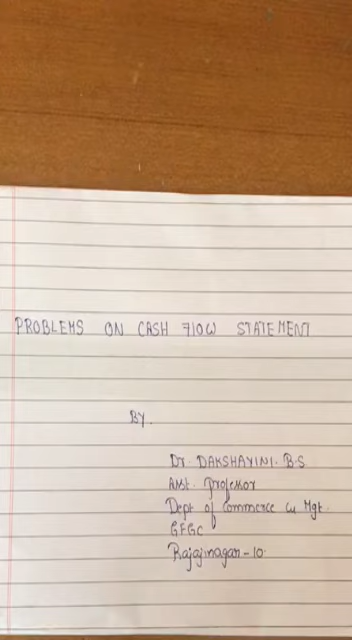 PROBLEMS ON CASH FLOW STATEMENT
BY.
Dr. DAKSHAYINI. B.S
Asst. Professor
Dept of Commerce & Mgt.
GFGC
Rajajinagar-10.